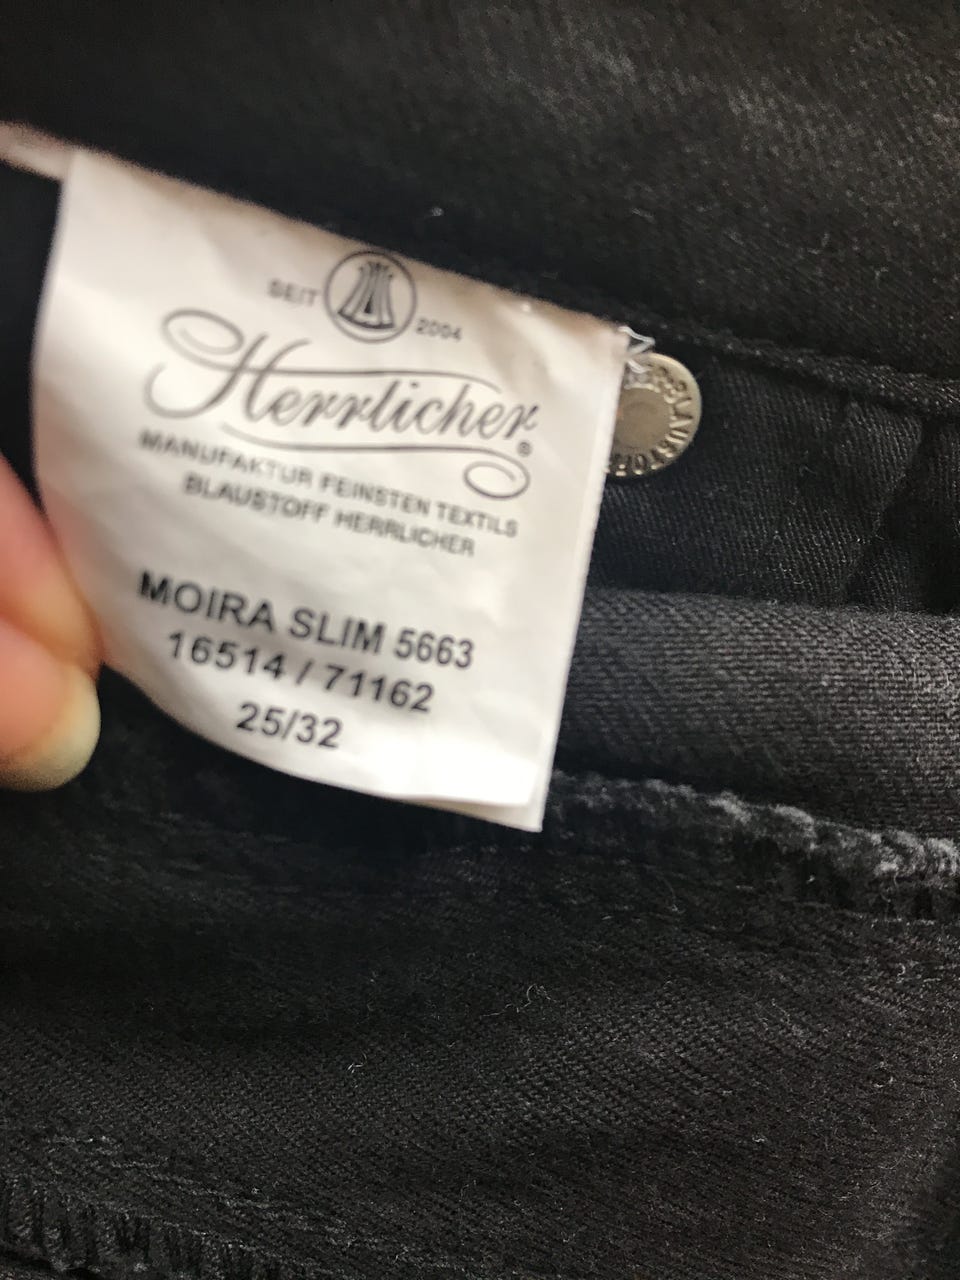 SEIT 2004
Herrlicher®
MANUFAKTUR FEINSTEN TEXTILS
BLAUSTOFF HERRLICHER
MOIRA SLIM 5663
16514 / 71162
25/32